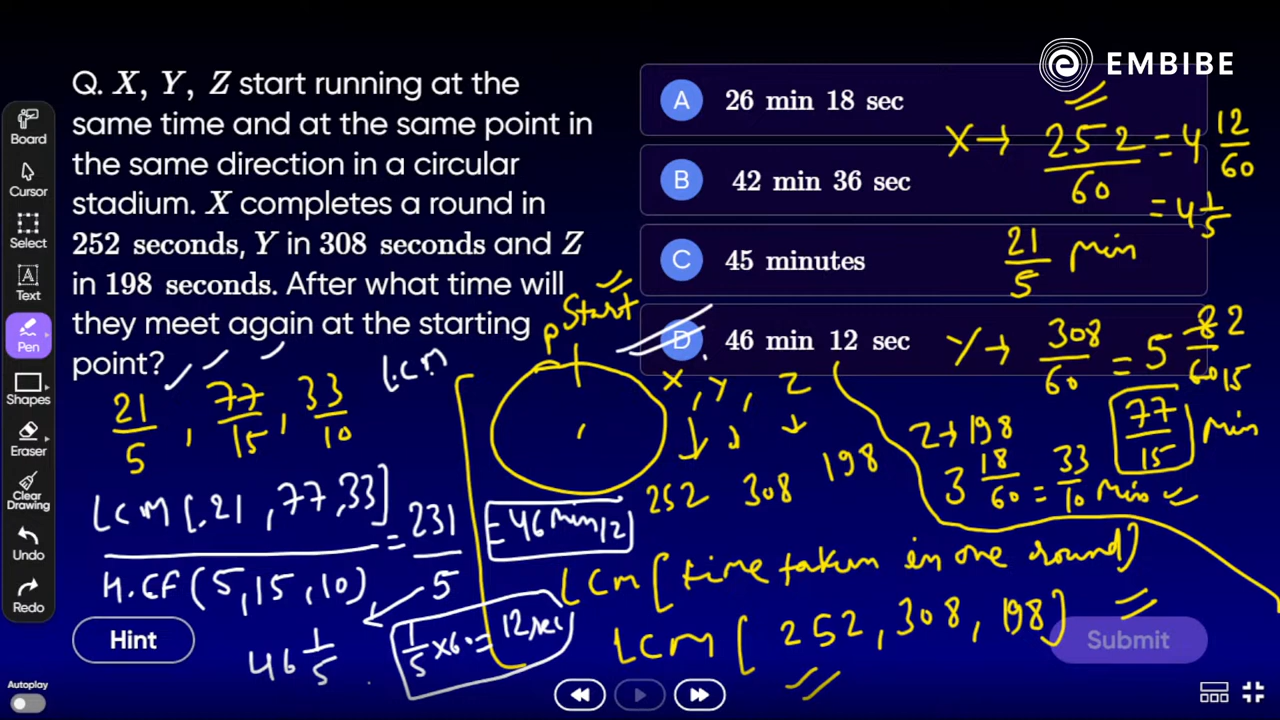 EMBIBE
Q. X, Y, Z start running at the
same time and at the same point in
the same direction in a circular
stadium. X completes a round in
252 seconds, Y in 308 seconds and Z
in 198 seconds. After what time will
they meet again at the starting
point?
A 26 min 18 sec
B 42 min 36 sec
C 45 minutes
D 46 min 12 sec
Board
Cursor
Select
Text
Pen
Shapes
Eraser
Clear
Drawing
Undo
Redo
X → 252/60 = 4 12/60
= 4 1/5
21/5 min
Y → 308/60 = 5 8/60 2 15
77/15 min
Z → 198
3 18/60 = 33/10 min
P Start
X, Y, Z
252 308 198
21/5, 77/15, 33/10 LCM
LCM [21, 77, 33] / H.CF (5, 15, 10) = 231/5
46 1/5
1/5 × 60 = 12 sec
= 46 min 12
LCM [time taken in one round]
LCM [252, 308, 198]
Hint
Submit
Autoplay